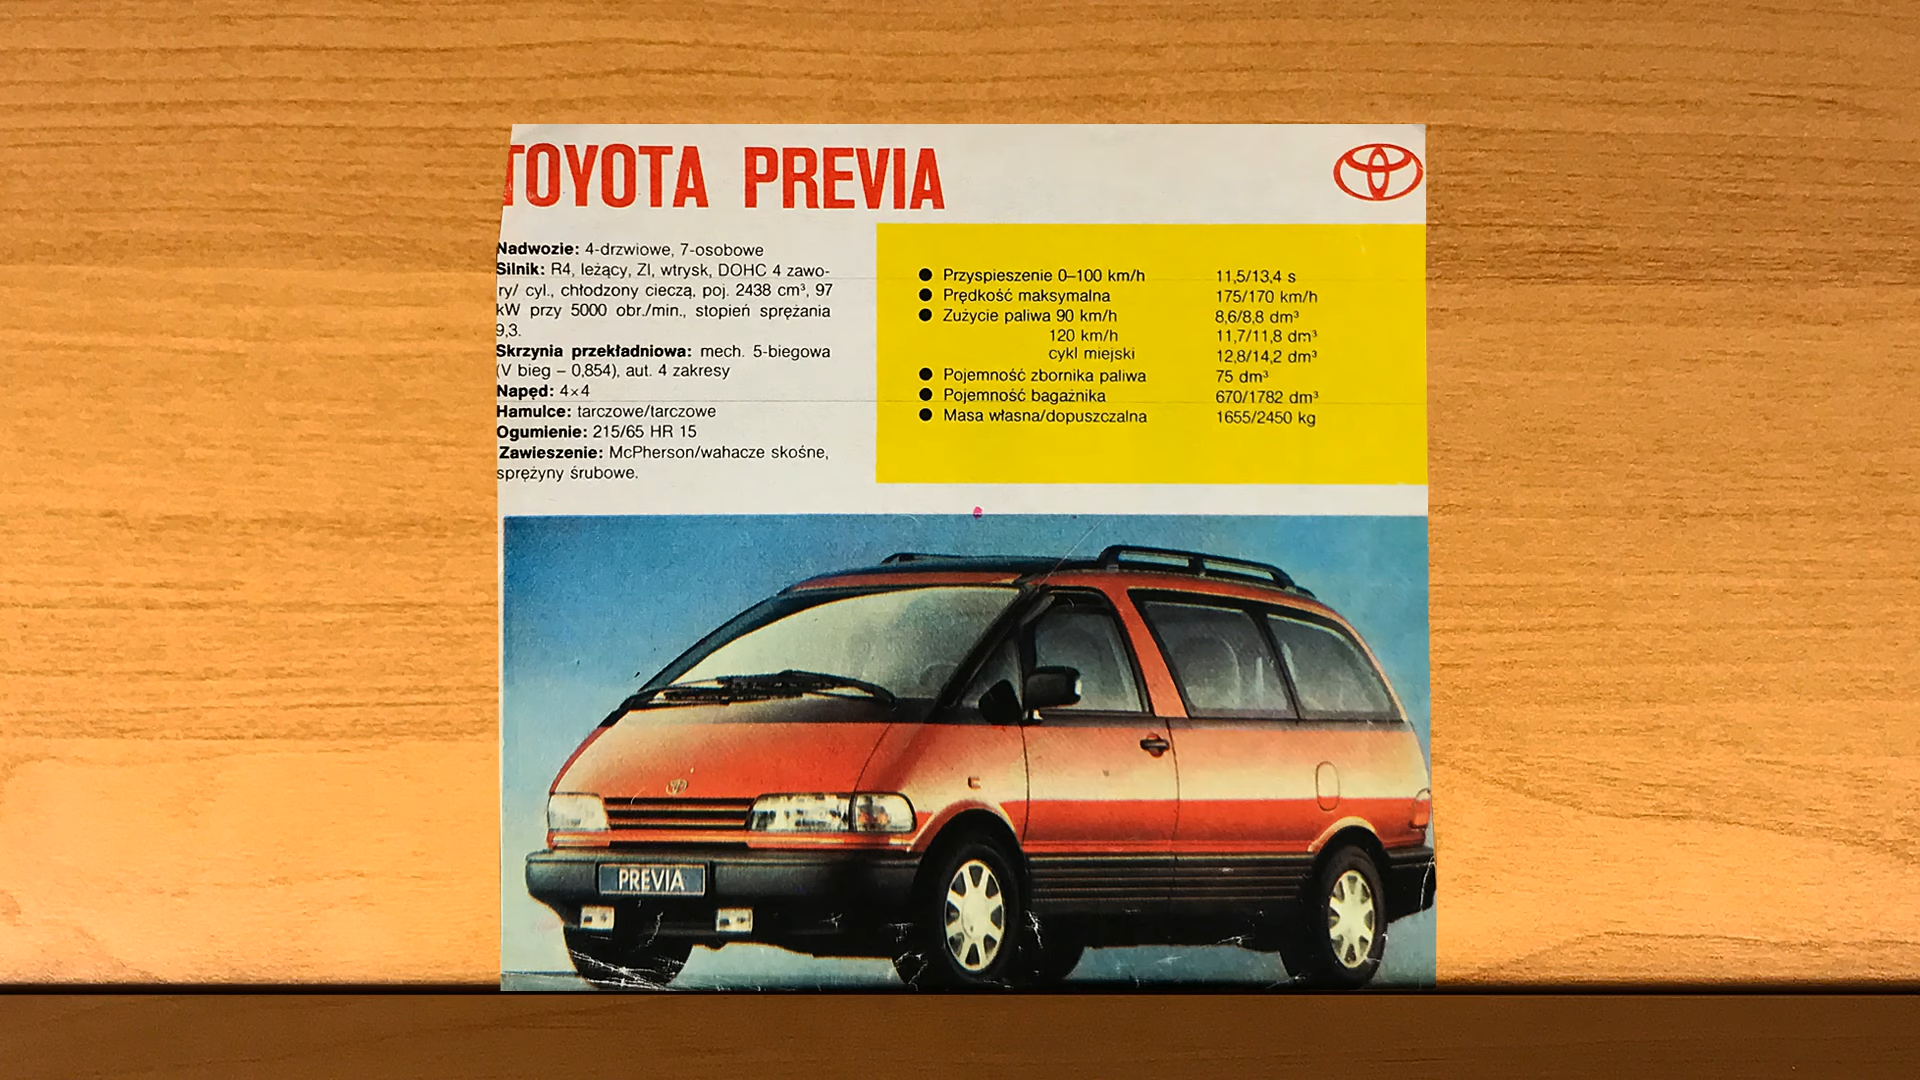 TOYOTA PREVIA
Nadwozie: 4-drzwiowe, 7-osobowe
Silnik: R4, leżący, ZI, wtrysk, DOHC 4 zawo-
ry/ cyl., chłodzony cieczą, poj. 2438 cm³, 97
kW przy 5000 obr./min., stopień sprężania
9,3.
Skrzynia przekładniowa: mech. 5-biegowa
(V bieg – 0,854), aut. 4 zakresy
Napęd: 4×4
Hamulce: tarczowe/tarczowe
Ogumienie: 215/65 HR 15
Zawieszenie: McPherson/wahacze skośne,
sprężyny śrubowe.
● Przyspieszenie 0–100 km/h 11,5/13,4 s
● Prędkość maksymalna 175/170 km/h
● Zużycie paliwa 90 km/h 8,6/8,8 dm³
120 km/h 11,7/11,8 dm³
cykl miejski 12,8/14,2 dm³
● Pojemność zbornika paliwa 75 dm³
● Pojemność bagażnika 670/1782 dm³
● Masa własna/dopuszczalna 1655/2450 kg
PREVIA